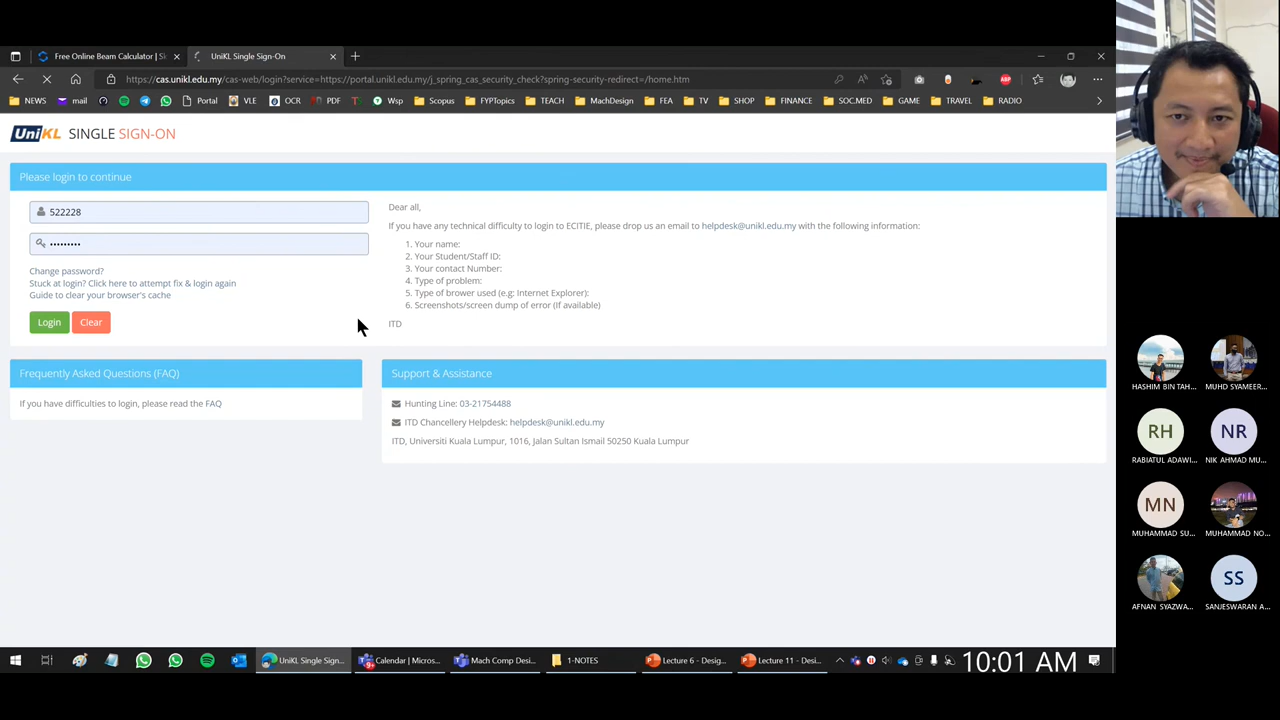 Free Online Beam Calculator | Sk
UniKL Single Sign-On
https://cas.unikl.edu.my/cas-web/login?service=https://portal.unikl.edu.my/j_spring_cas_security_check?spring-security-redirect=/home.htm
NEWS mail Portal VLE OCR PDF Wsp Scopus FYPTopics TEACH MachDesign FEA TV SHOP FINANCE SOC.MED GAME TRAVEL RADIO
UniKL SINGLE SIGN-ON
Please login to continue
522228
•••••••••
Change password?
Stuck at login? Click here to attempt fix & login again
Guide to clear your browser's cache
Login Clear
Dear all,
If you have any technical difficulty to login to ECITIE, please drop us an email to helpdesk@unikl.edu.my with the following information:
1. Your name:
2. Your Student/Staff ID:
3. Your contact Number:
4. Type of problem:
5. Type of brower used (e.g: Internet Explorer):
6. Screenshots/screen dump of error (If available)
ITD
Frequently Asked Questions (FAQ)
If you have difficulties to login, please read the FAQ
Support & Assistance
Hunting Line: 03-21754488
ITD Chancellery Helpdesk: helpdesk@unikl.edu.my
ITD, Universiti Kuala Lumpur, 1016, Jalan Sultan Ismail 50250 Kuala Lumpur
HASHIM BIN TAH...
MUHD SYAMEER...
RH
RABIATUL ADAWI...
NR
NIK AHMAD MU...
MN
MUHAMMAD SU...
MUHAMMAD NO...
AFNAN SYAZWA...
SS
SANJESWARAN A...
UniKL Single Sign...
Calendar | Micros...
Mach Comp Desi...
1-NOTES
Lecture 6 - Desig...
Lecture 11 - Desi...
10:01 AM